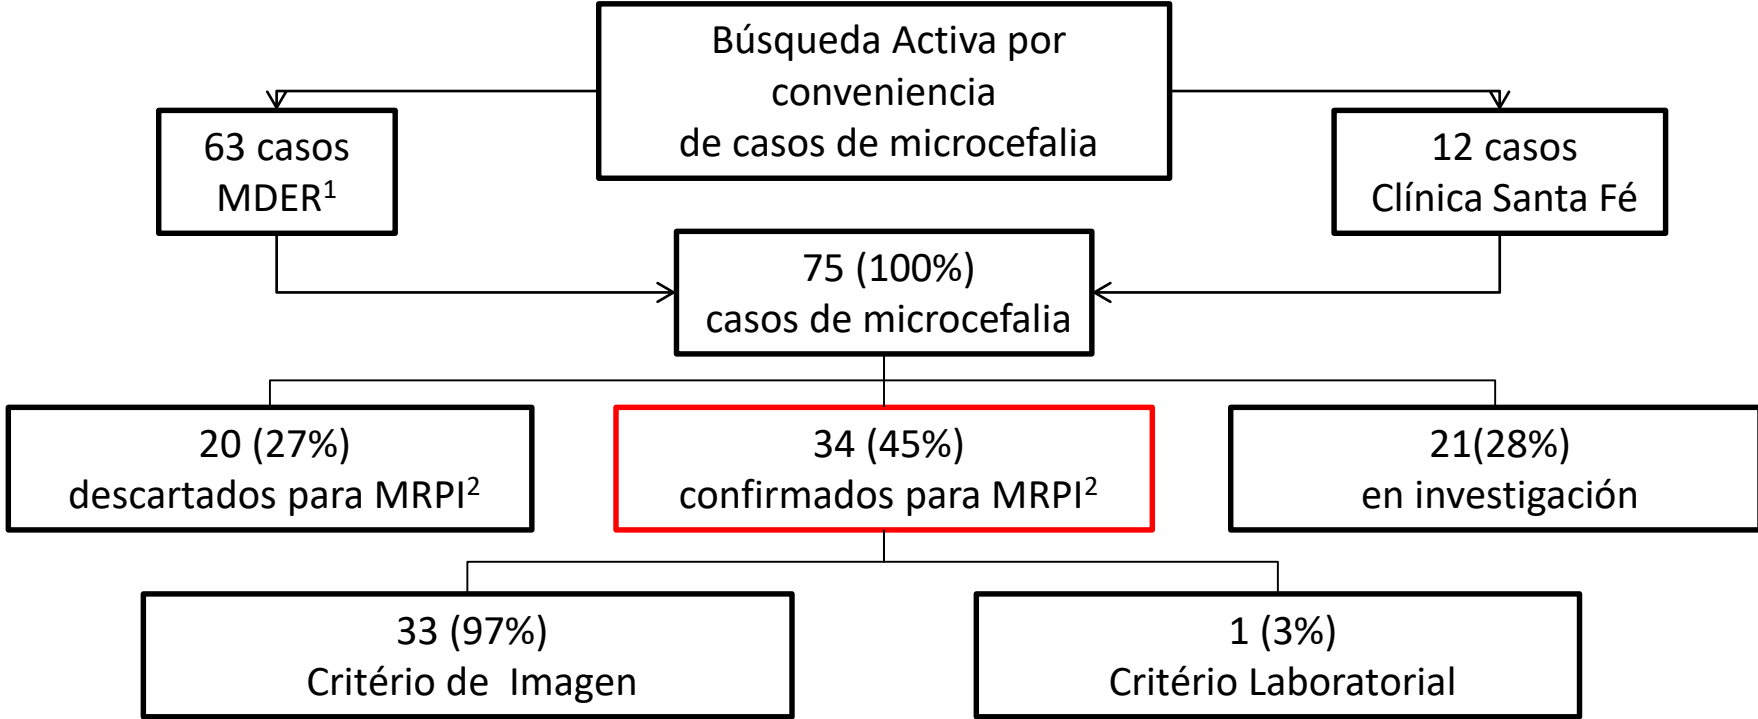 Búsqueda Activa por
conveniencia
de casos de microcefalia
63 casos
MDER¹
12 casos
Clínica Santa Fé
75 (100%)
casos de microcefalia
20 (27%)
descartados para MRPI²
34 (45%)
confirmados para MRPI²
21(28%)
en investigación
33 (97%)
Critério de  Imagen
1 (3%)
Critério Laboratorial